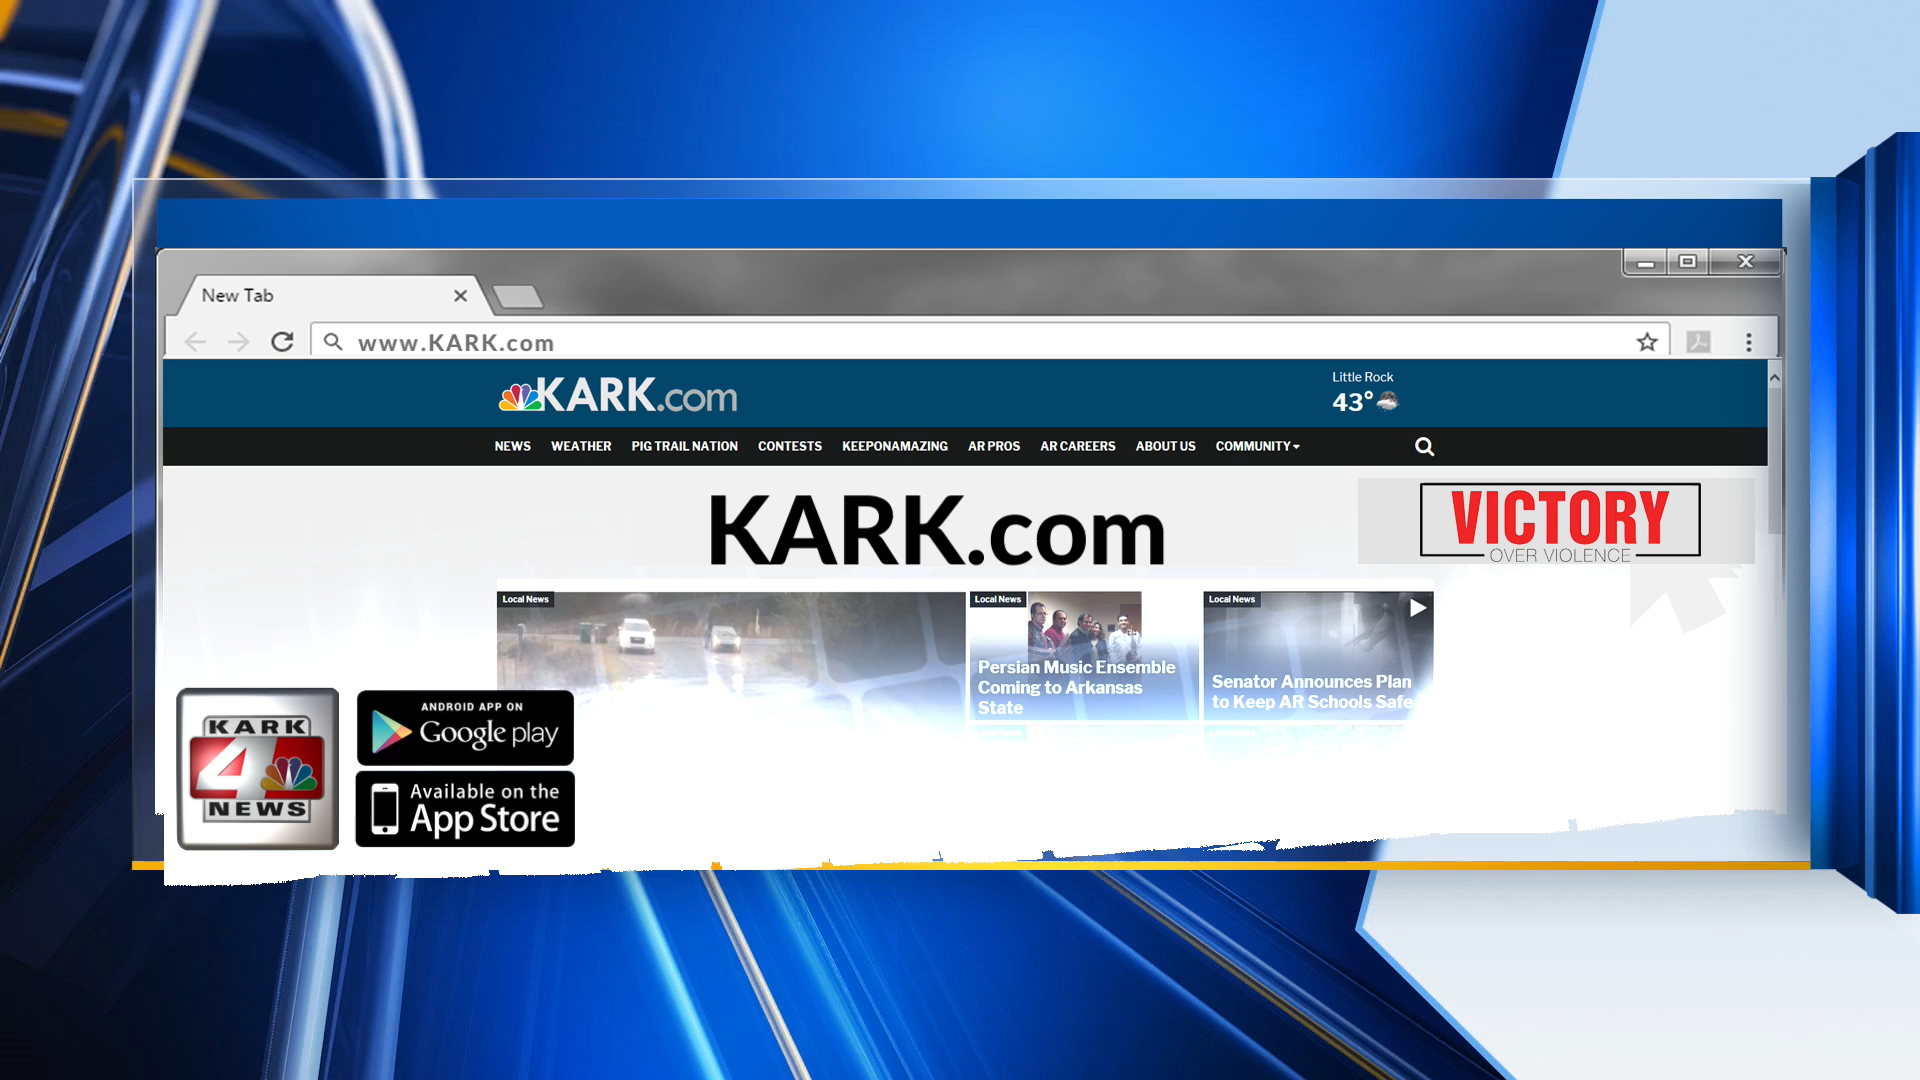 New Tab
www.KARK.com
KARK.com
Little Rock
43°
NEWS WEATHER PIG TRAIL NATION CONTESTS KEEPONAMAZING AR PROS AR CAREERS ABOUT US COMMUNITY
KARK.com
VICTORY
OVER VIOLENCE
Local News
Local News
Persian Music Ensemble
Coming to Arkansas
State
Local News
Senator Announces Plan
to Keep AR Schools Safe
KARK
4
NEWS
ANDROID APP ON
Google play
Available on the
App Store